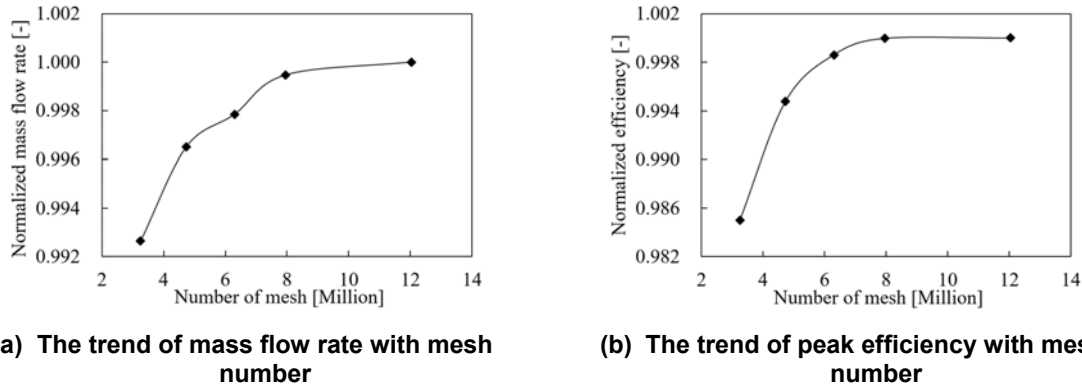 1.002
1.000
0.998
0.996
0.994
0.992
Normalized mass flow rate [-]
2 4 6 8 10 12 14
Number of mesh [Million]
a) The trend of mass flow rate with mesh
number
1.002
0.998
0.994
0.990
0.986
0.982
Normalized efficiency [-]
2 4 6 8 10 12 14
Number of mesh [Million]
(b) The trend of peak efficiency with mes
number